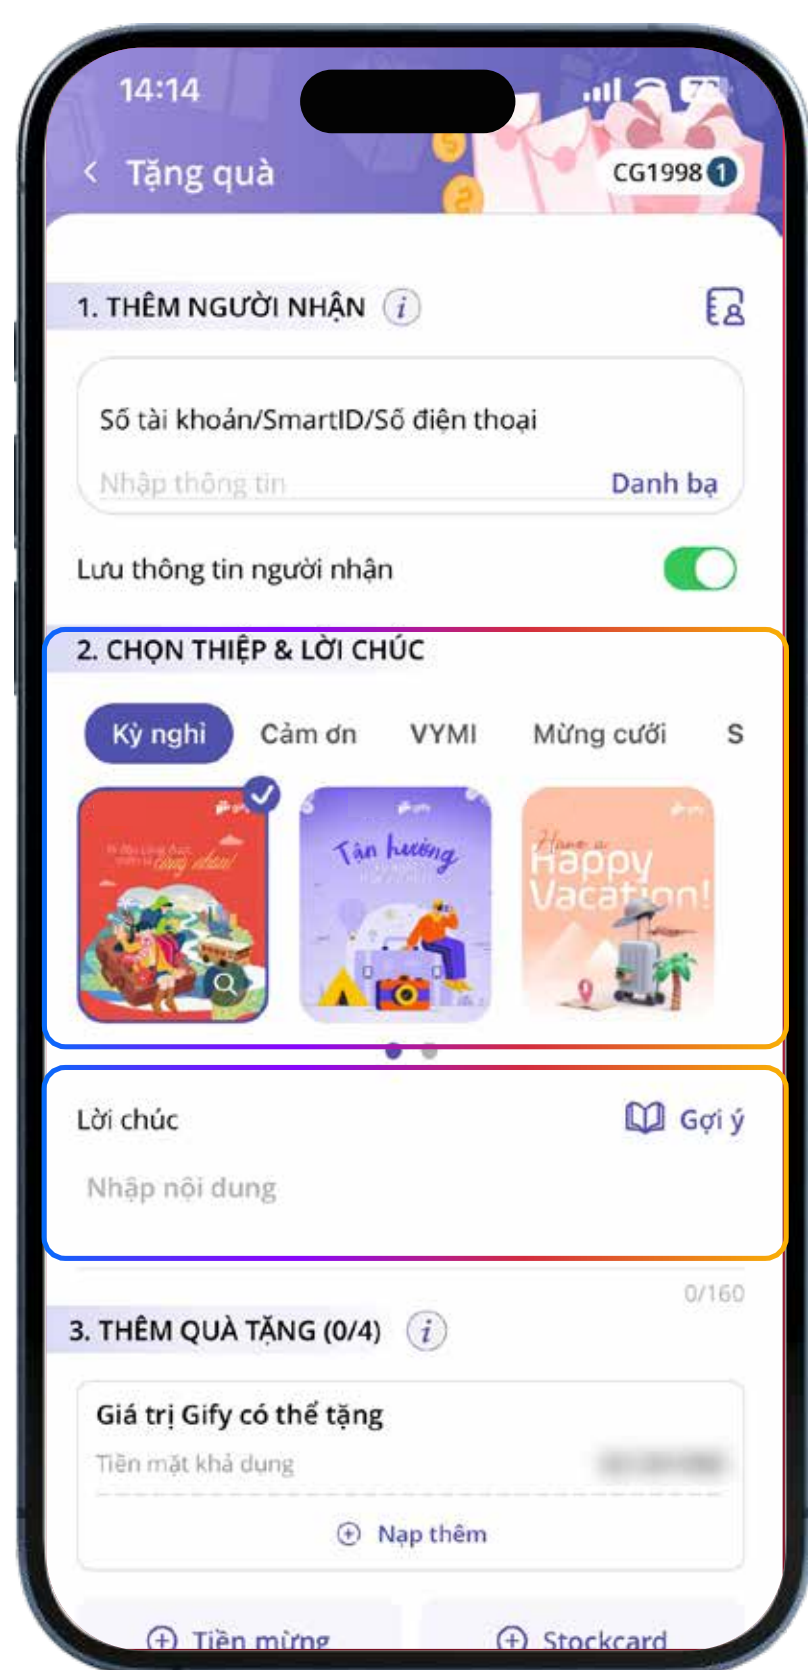 14:14
Tặng quà
CG1998 1
1. THÊM NGƯỜI NHẬN i
Số tài khoản/SmartID/Số điện thoại
Nhập thông tin Danh bạ
Lưu thông tin người nhận
2. CHỌN THIỆP & LỜI CHÚC
Kỳ nghỉ Cảm ơn VYMI Mừng cưới S
Tận hưởng
Have a
Happy
Vacation!
Lời chúc Gợi ý
Nhập nội dung
0/160
3. THÊM QUÀ TẶNG (0/4) i
Giá trị Gify có thể tặng
Tiền mặt khả dụng
Nạp thêm
Tiền mừng Stockcard